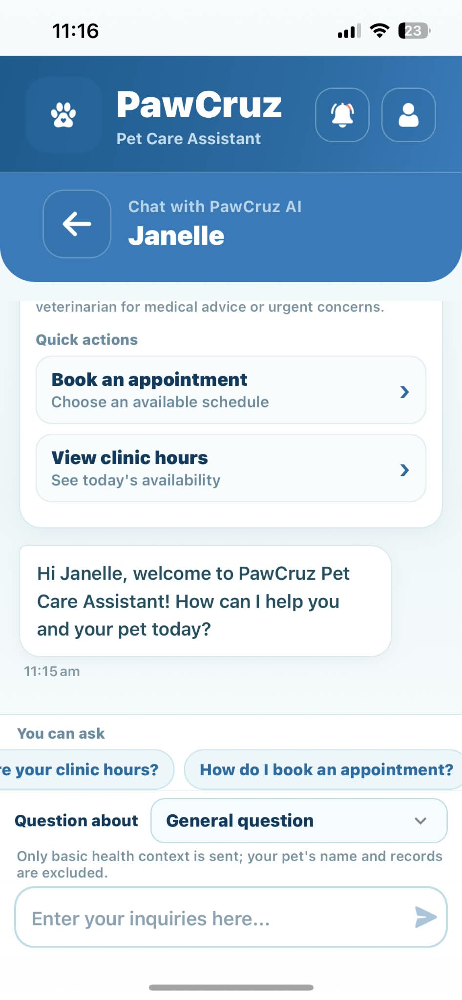 11:16
23
PawCruz
Pet Care Assistant
Chat with PawCruz AI
Janelle
veterinarian for medical advice or urgent concerns.
Quick actions
Book an appointment
Choose an available schedule
View clinic hours
See today's availability
Hi Janelle, welcome to PawCruz Pet
Care Assistant! How can I help you
and your pet today?
11:15 am
You can ask
your clinic hours?
How do I book an appointment?
Question about
General question
Only basic health context is sent; your pet's name and records
are excluded.
Enter your inquiries here...